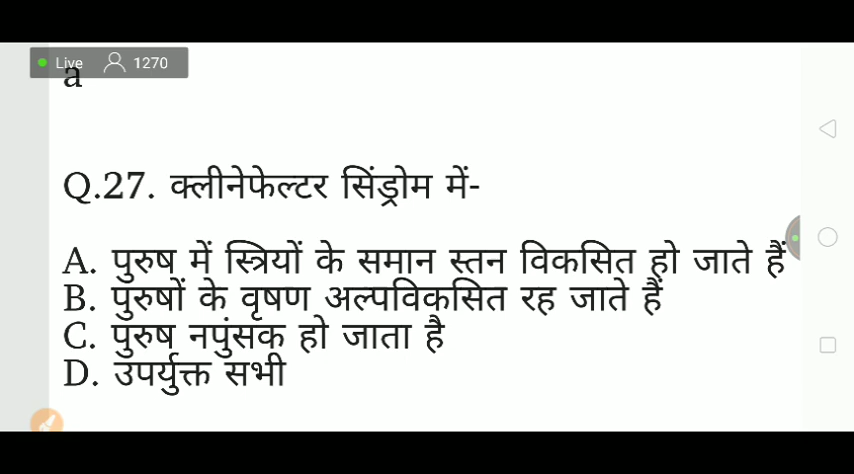 Live 1270
a
Q.27. क्लीनेफेल्टर सिंड्रोम में-
A. पुरुष में स्त्रियों के समान स्तन विकसित हो जाते हैं
B. पुरुषों के वृषण अल्पविकसित रह जाते हैं
C. पुरुष नपुंसक हो जाता है
D. उपर्युक्त सभी